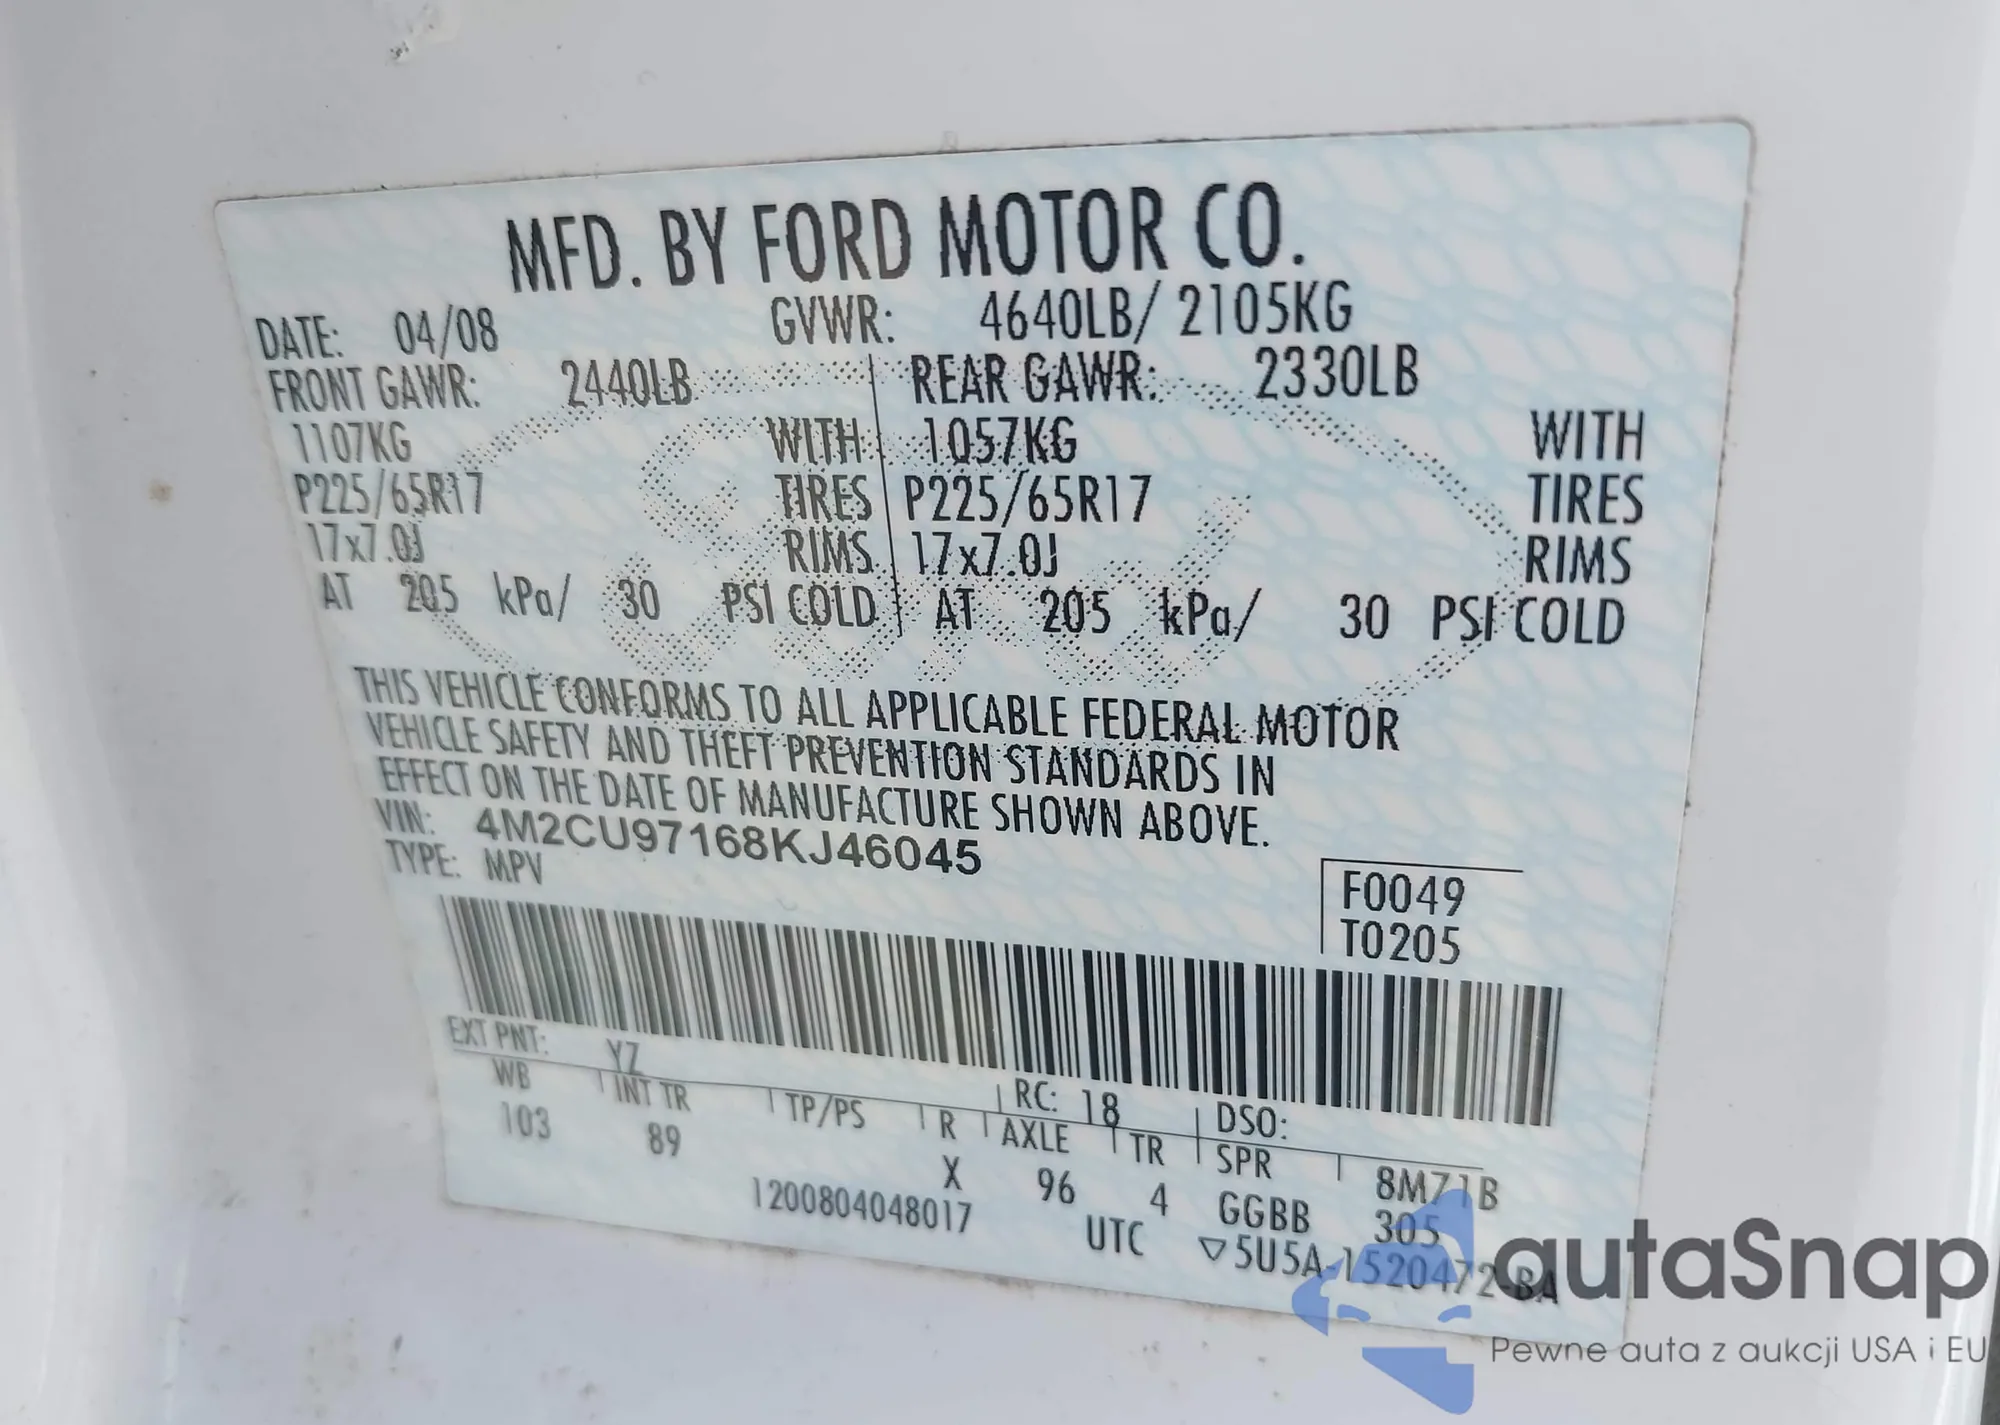 MFD. BY FORD MOTOR CO.
DATE: 04/08 GVWR: 4640LB/ 2105KG
FRONT GAWR: 2440LB REAR GAWR: 2330LB
1107KG WITH 1057KG WITH
P225/65R17 TIRES P225/65R17 TIRES
17x7.0J RIMS 17x7.0J RIMS
AT 205 kPa/ 30 PSI COLD AT 205 kPa/ 30 PSI COLD
THIS VEHICLE CONFORMS TO ALL APPLICABLE FEDERAL MOTOR
VEHICLE SAFETY AND THEFT PREVENTION STANDARDS IN
EFFECT ON THE DATE OF MANUFACTURE SHOWN ABOVE.
VIN: 4M2CU97168KJ46045
TYPE: MPV
F0049
T0205
EXT PNT: YZ RC: 18 DSO:
WB INT TR TP/PS R AXLE TR SPR 8M71B
103 89 X 96 4 GGBB 305
1200804048017 UTC ▽5U5A-1520472-BA
autaSnap
Pewne auta z aukcji USA i EU